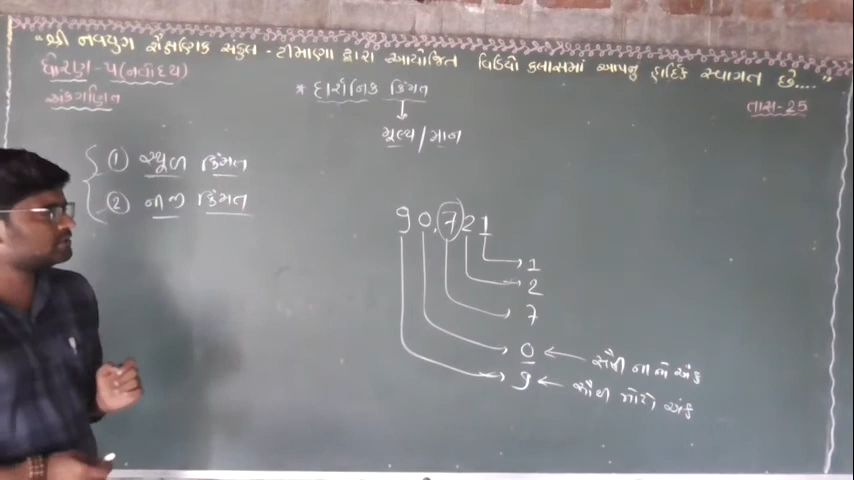 "શ્રી નવયુગ શૈક્ષણિક સંકુલ - ટીમાણા દ્વારા આયોજિત વિડિયો ક્લાસમાં આપનું હાર્દિક સ્વાગત છે...."
ધોરણ-૫(નવોદય)
* દાર્શનિક કિંમત
તાસ-25
અંકગણિત
મૂલ્ય/માન
① સ્થૂળ કિંમત
② નામ કિંમત
90,721
1
2
7
0 ← સૌથી નાનો અંક
9 ← સૌથી મોટો અંક